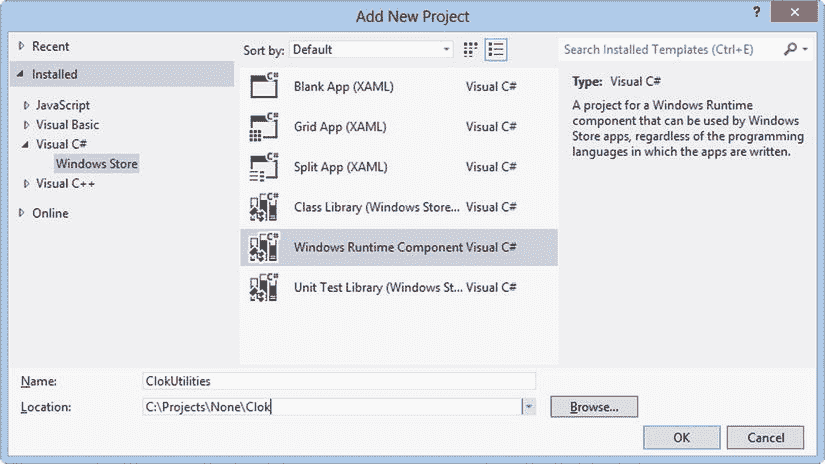 Add New Project
?
Recent
Installed
JavaScript
Visual Basic
Visual C#
Windows Store
Visual C++
Online
Sort by: Default
Search Installed Templates (Ctrl+E)
C# Blank App (XAML) Visual C#
C# Grid App (XAML) Visual C#
C# Split App (XAML) Visual C#
C# Class Library (Windows Store... Visual C#
C# Windows Runtime Component Visual C#
C# Unit Test Library (Windows St... Visual C#
Type: Visual C#
A project for a Windows Runtime
component that can be used by Windows
Store apps, regardless of the programming
languages in which the apps are written.
Name: ClokUtilities
Location: C:\Projects\None\Clok
Browse...
OK Cancel